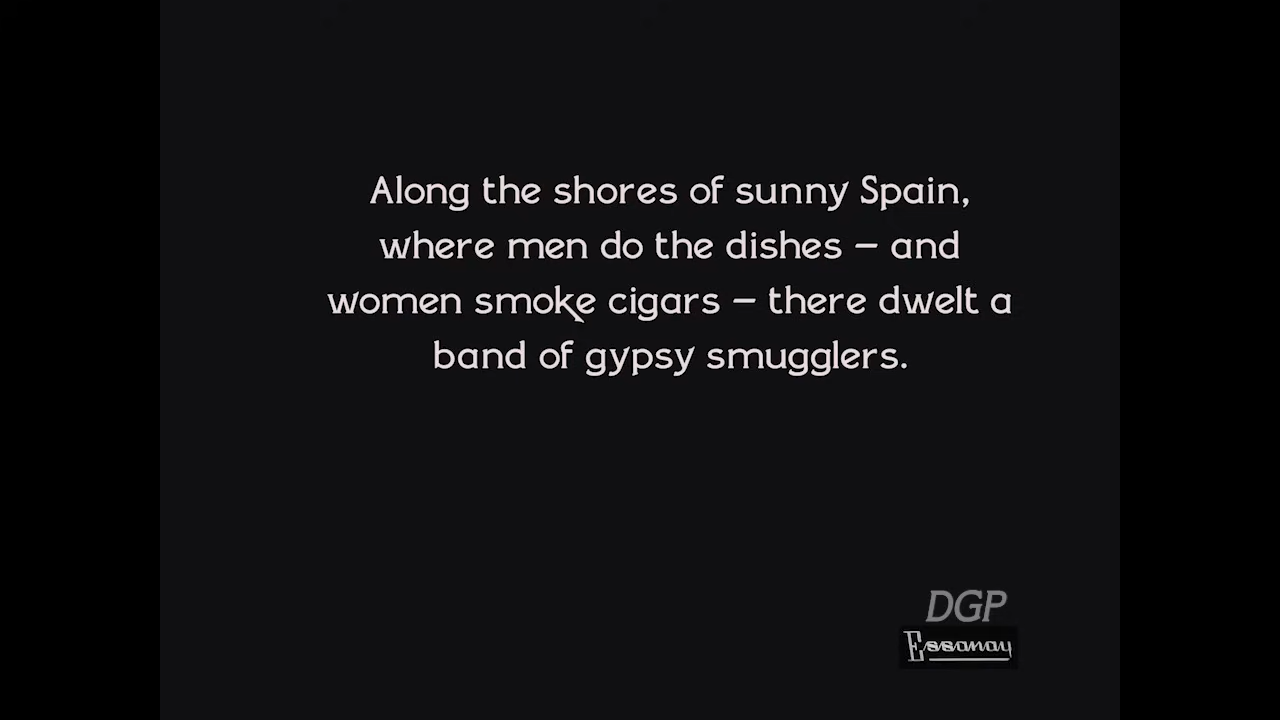 Along the shores of sunny Spain,
where men do the dishes – and
women smoke cigars – there dwelt a
band of gypsy smugglers.
DGP
Essanay